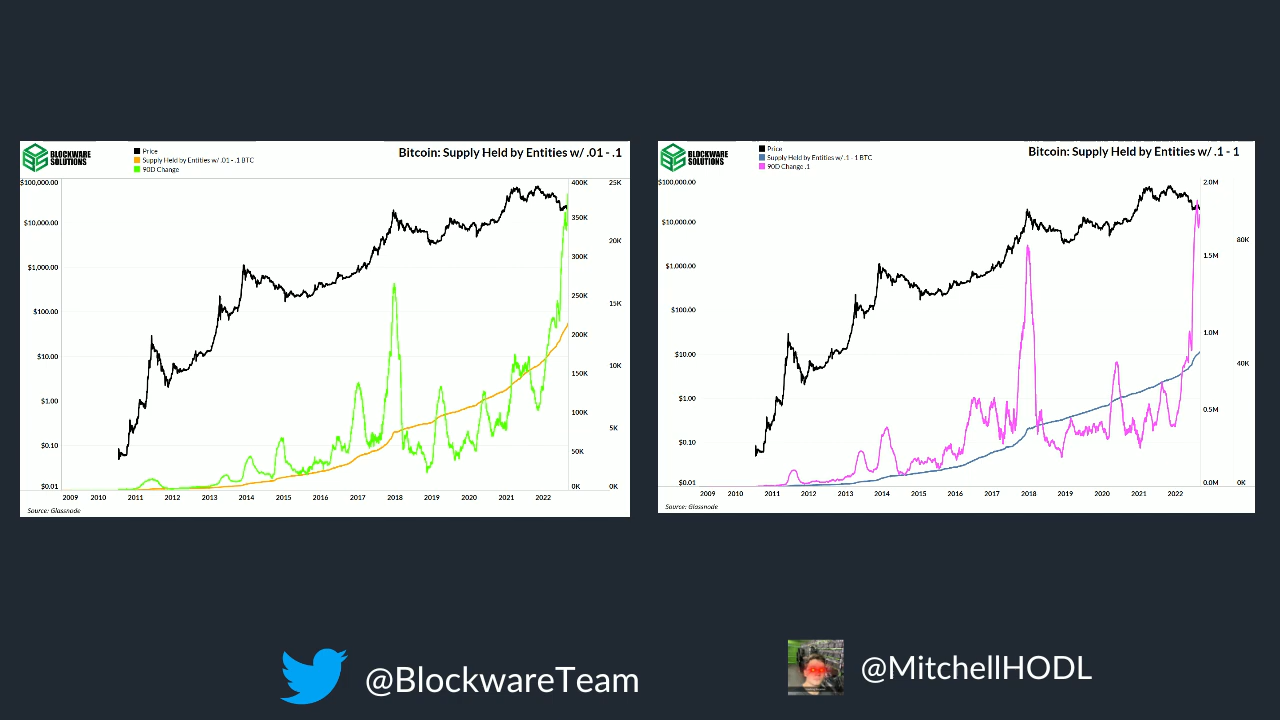 BLOCKWARE
SOLUTIONS
Price
Supply Held by Entities w/ .01 - .1 BTC
90D Change
Bitcoin: Supply Held by Entities w/ .01 - .1
$100,000.00
$10,000.00
$1,000.00
$100.00
$10.00
$1.00
$0.10
$0.01
400K
350K
300K
250K
200K
150K
100K
50K
0K
25K
20K
15K
10K
5K
0K
2009 2010 2011 2012 2013 2014 2015 2016 2017 2018 2019 2020 2021 2022
Source: Glassnode
BLOCKWARE
SOLUTIONS
Price
Supply Held by Entities w/ .1 - 1 BTC
90D Change .1
Bitcoin: Supply Held by Entities w/ .1 - 1
$100,000.00
$10,000.00
$1,000.00
$100.00
$10.00
$1.00
$0.10
$0.01
2.0M
1.5M
1.0M
0.5M
0.0M
80K
40K
0K
2009 2010 2011 2012 2013 2014 2015 2016 2017 2018 2019 2020 2021 2022
Source: Glassnode
@BlockwareTeam
@MitchellHODL